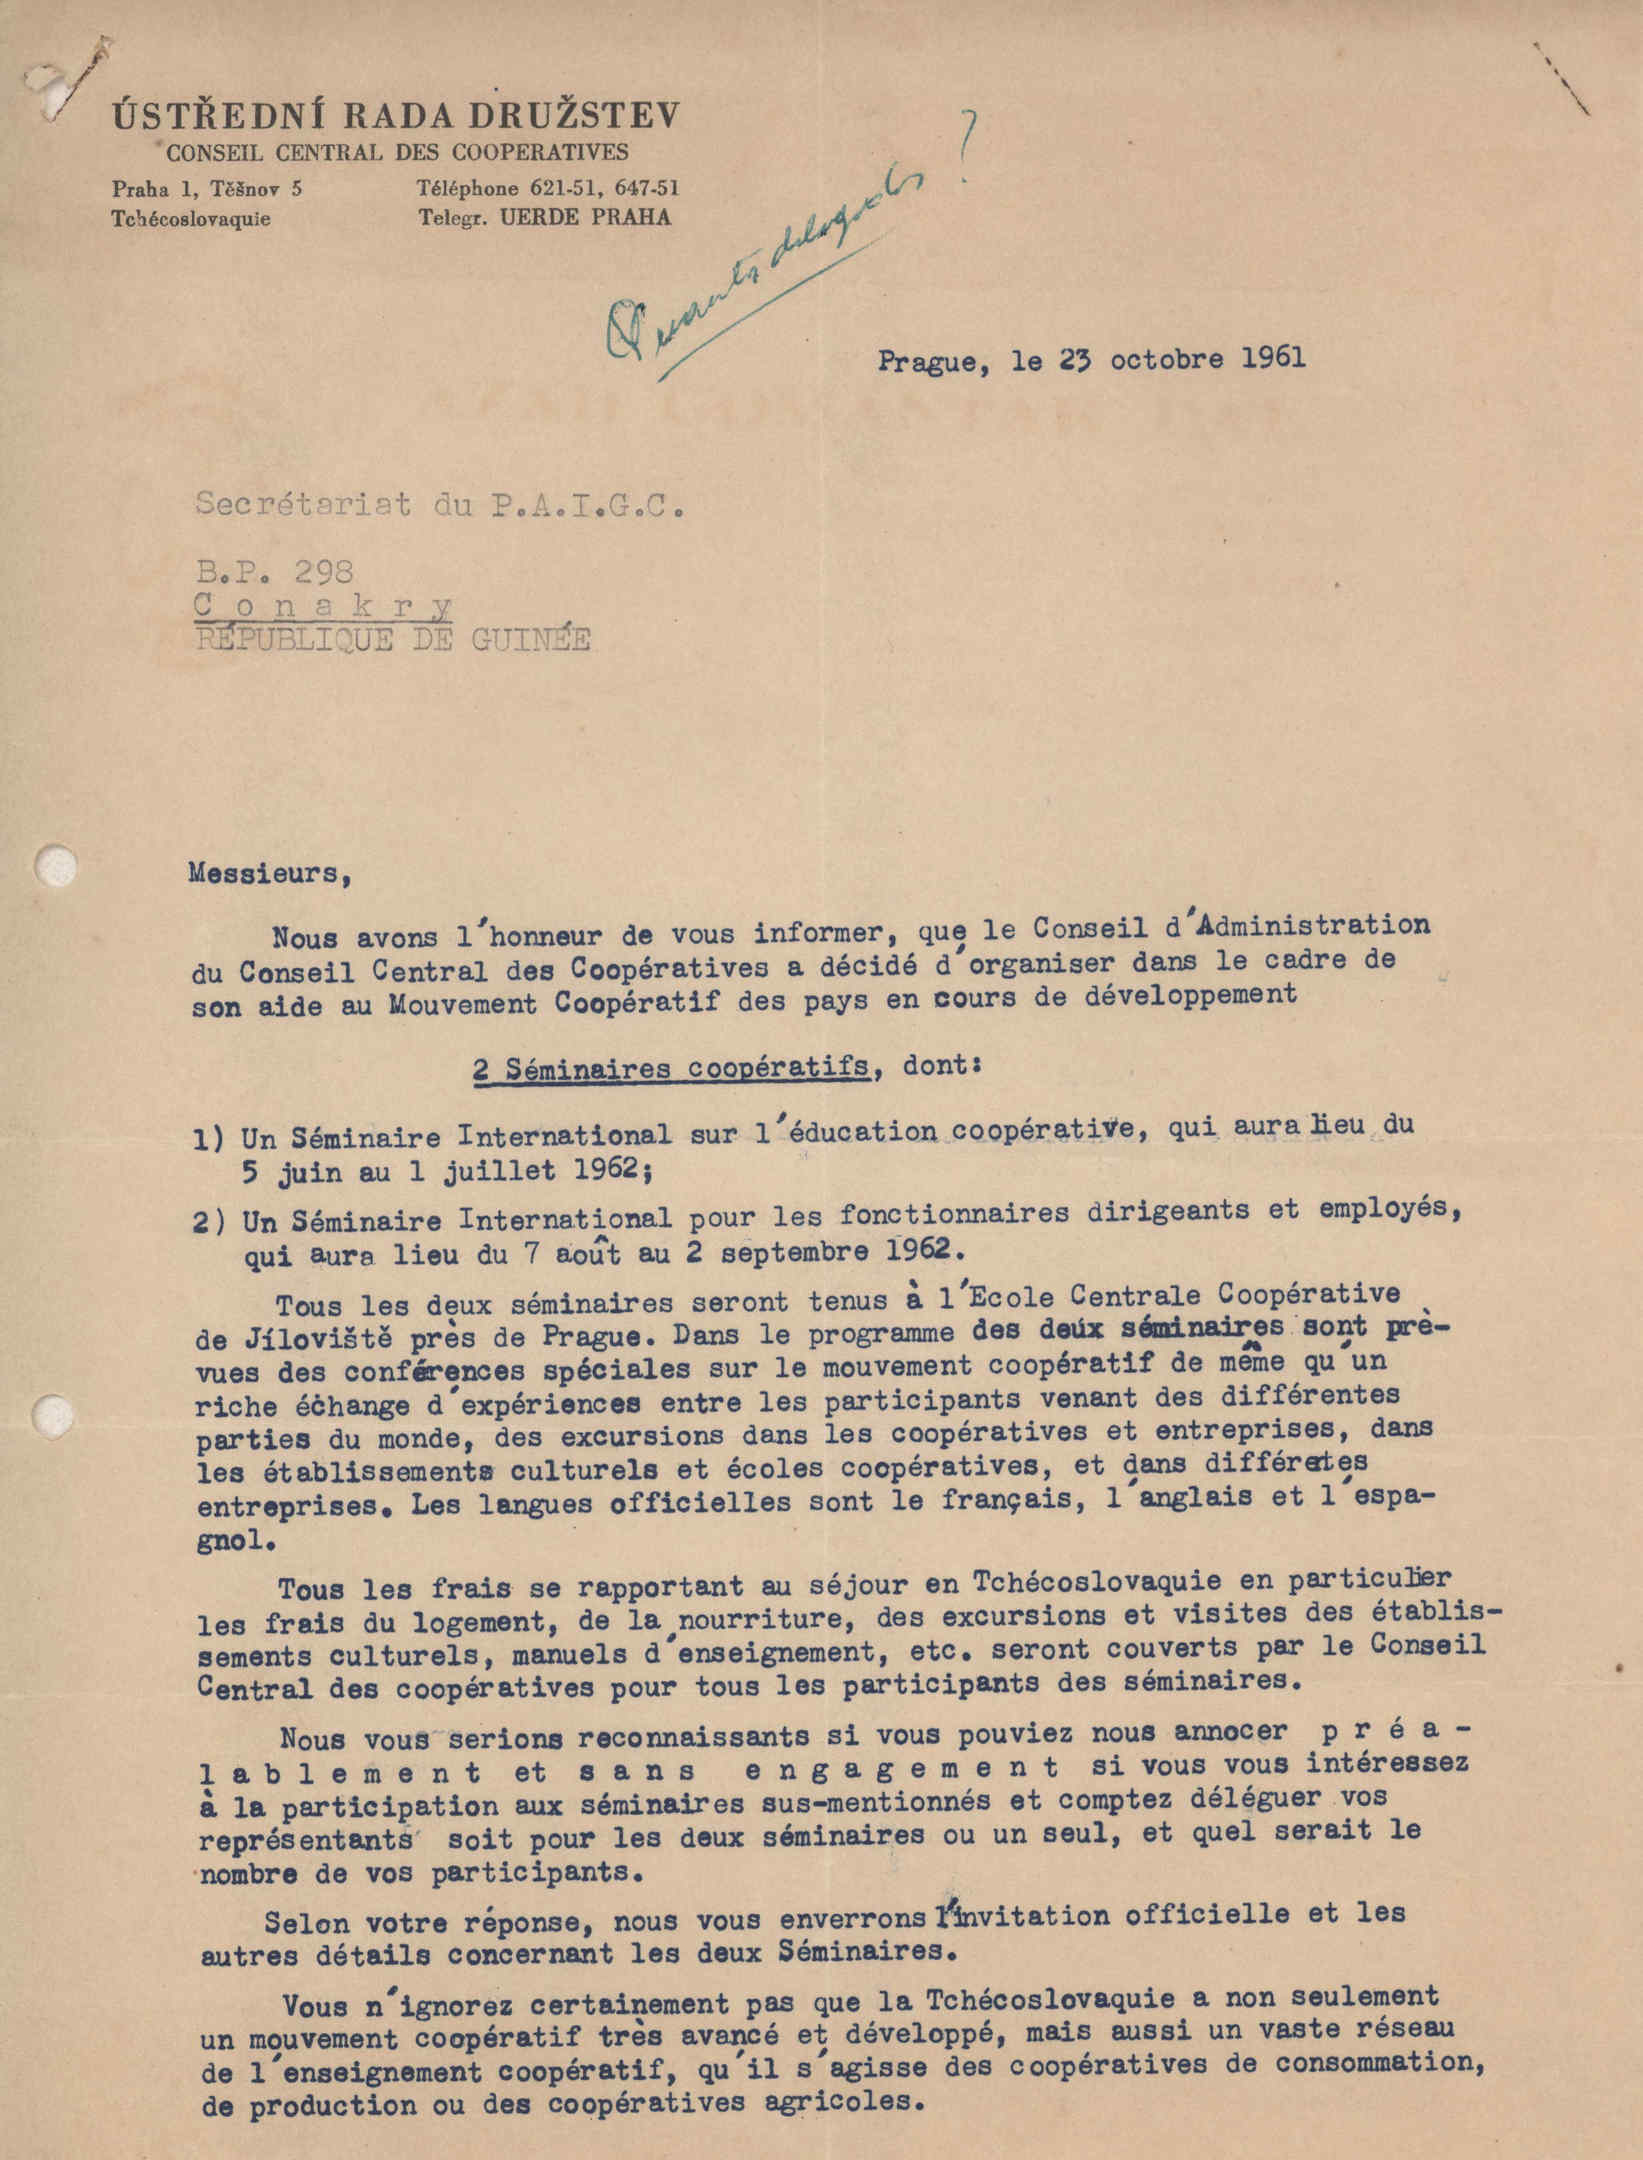 ÚSTŘEDNÍ RADA DRUŽSTEV
CONSEIL CENTRAL DES COOPERATIVES
Praha 1, Těšnov 5 Téléphone 621-51, 647-51
Tchécoslovaquie Telegr. UERDE PRAHA
Quantos delegados ?
Prague, le 23 octobre 1961
Secrétariat du P.A.I.G.C.
B.P. 298
C o n a k r y
RÉPUBLIQUE DE GUINÉE
Messieurs,
Nous avons l'honneur de vous informer, que le Conseil d'Administration
du Conseil Central des Coopératives a décidé d'organiser dans le cadre de
son aide au Mouvement Coopératif des pays en cours de développement
2 Séminaires coopératifs, dont:
1) Un Séminaire International sur l'éducation coopérative, qui aura lieu du
5 juin au 1 juillet 1962;
2) Un Séminaire International pour les fonctionnaires dirigeants et employés,
qui aura lieu du 7 août au 2 septembre 1962.
Tous les deux séminaires seront tenus à l'Ecole Centrale Coopérative
de Jíloviště près de Prague. Dans le programme des deux séminaires sont prè-
vues des conférences spéciales sur le mouvement coopératif de même qu'un
riche échange d'expériences entre les participants venant des différentes
parties du monde, des excursions dans les coopératives et entreprises, dans
les établissements culturels et écoles coopératives, et dans différetes
entreprises. Les langues officielles sont le français, l'anglais et l'espa-
gnol.
Tous les frais se rapportant au séjour en Tchécoslovaquie en particulier
les frais du logement, de la nourriture, des excursions et visites des établis-
sements culturels, manuels d'enseignement, etc. seront couverts par le Conseil
Central des coopératives pour tous les participants des séminaires.
Nous vous serions reconnaissants si vous pouviez nous annocer p r é a -
l a b l e m e n t et s a n s e n g a g e m e n t si vous vous intéressez
à la participation aux séminaires sus-mentionnés et comptez déléguer vos
représentants soit pour les deux séminaires ou un seul, et quel serait le
nombre de vos participants.
Selon votre réponse, nous vous enverrons l'invitation officielle et les
autres détails concernant les deux Séminaires.
Vous n'ignorez certainement pas que la Tchécoslovaquie a non seulement
un mouvement coopératif très avancé et développé, mais aussi un vaste réseau
de l'enseignement coopératif, qu'il s'agisse des coopératives de consommation,
de production ou des coopératives agricoles.